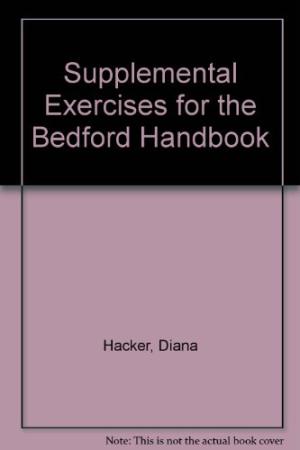 Supplemental
Exercises for the
Bedford Handbook
Hacker, Diana
Note: This is not the actual book cover